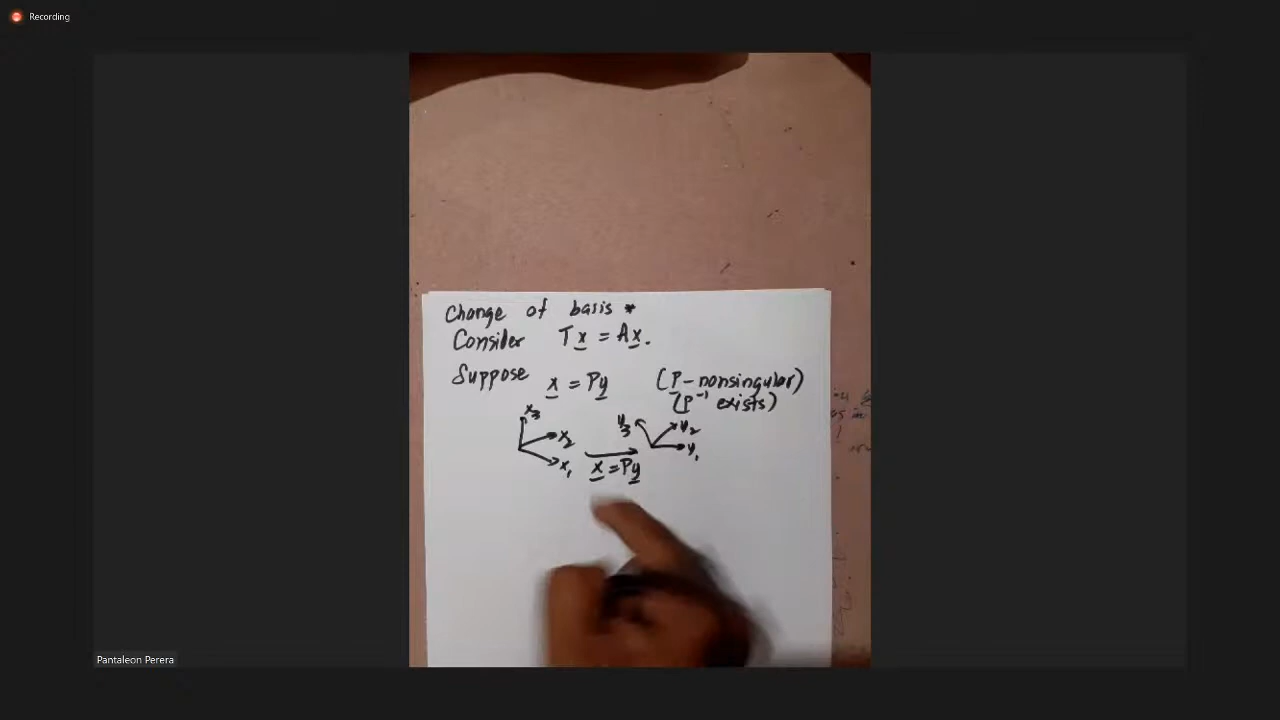 Recording
Change of basis *
Consider Tx = Ax.
Suppose x = Py (P - nonsingular)
(P⁻¹ exists)
x₃ y₃ y₂
x₂ y₁
x₁ x = Py
Pantaleon Perera